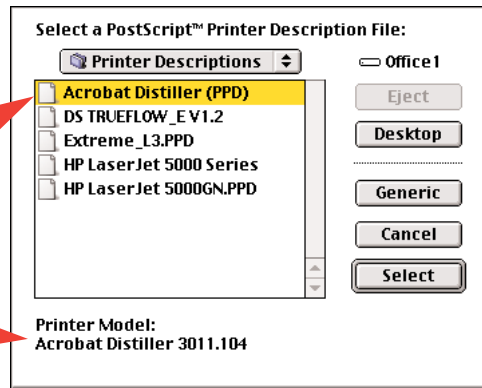 Select a PostScript™ Printer Description File:
Printer Descriptions
Office1
Acrobat Distiller (PPD)
DS TRUEFLOW_E V1.2
Extreme_L3.PPD
HP LaserJet 5000 Series
HP LaserJet 5000GN.PPD
Eject
Desktop
Generic
Cancel
Select
Printer Model:
Acrobat Distiller 3011.104